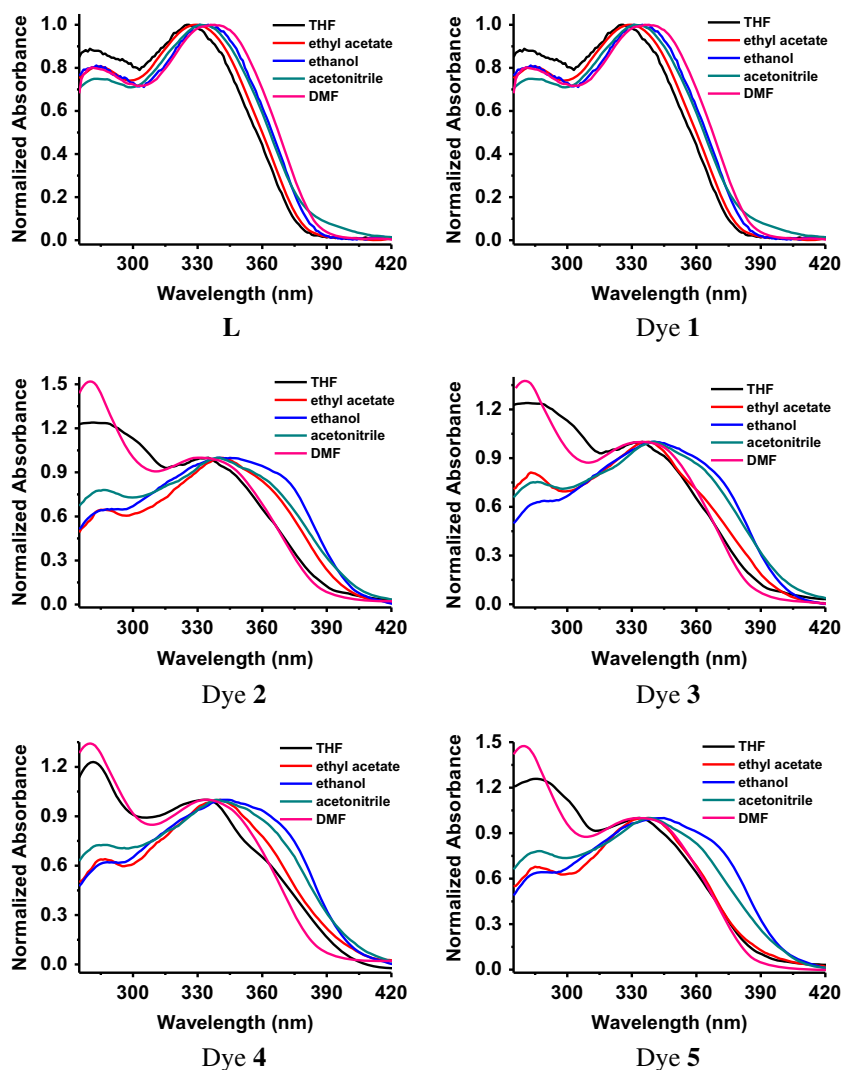 Normalized Absorbance
1.0
0.8
0.6
0.4
0.2
0.0
THF
ethyl acetate
ethanol
acetonitrile
DMF
300 330 360 390 420
Wavelength (nm)
L
Normalized Absorbance
1.0
0.8
0.6
0.4
0.2
0.0
THF
ethyl acetate
ethanol
acetonitrile
DMF
300 330 360 390 420
Wavelength (nm)
Dye 1
Normalized Absorbance
1.5
1.2
0.9
0.6
0.3
0.0
THF
ethyl acetate
ethanol
acetonitrile
DMF
300 330 360 390 420
Wavelength (nm)
Dye 2
Normalized Absorbance
1.2
0.9
0.6
0.3
0.0
THF
ethyl acetate
ethanol
acetonitrile
DMF
300 330 360 390 420
Wavelength (nm)
Dye 3
Normalized Absorbance
1.2
0.9
0.6
0.3
0.0
THF
ethyl acetate
ethanol
acetonitrile
DMF
300 330 360 390 420
Wavelength (nm)
Dye 4
Normalized Absorbance
1.5
1.2
0.9
0.6
0.3
0.0
THF
ethyl acetate
ethanol
acetonitrile
DMF
300 330 360 390 420
Wavelength (nm)
Dye 5